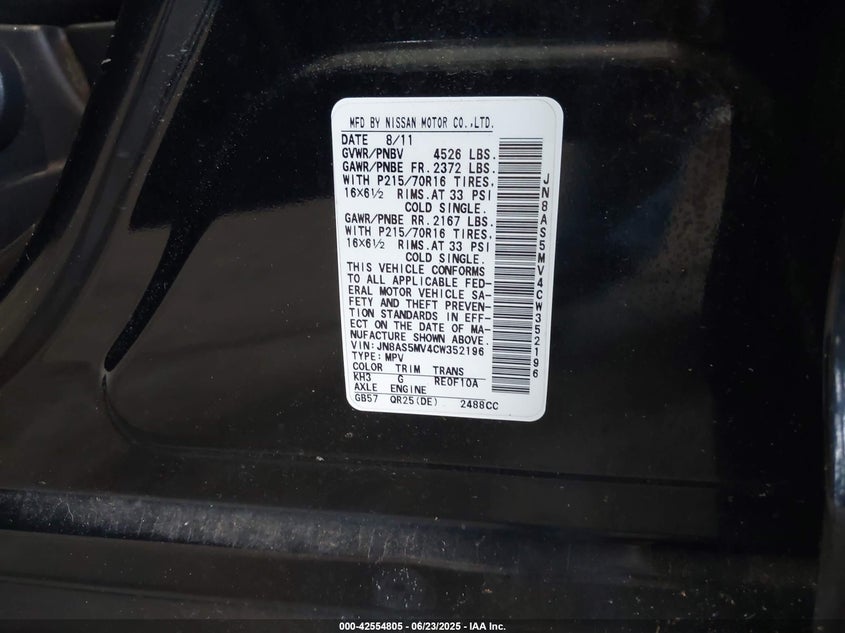 MFD BY NISSAN MOTOR CO.,LTD.
DATE 8/11
GVWR/PNBV 4526 LBS.
GAWR/PNBE FR. 2372 LBS.
WITH P215/70R16 TIRES,
16X6½ RIMS.AT 33 PSI
COLD SINGLE.
GAWR/PNBE RR. 2167 LBS.
WITH P215/70R16 TIRES,
16X6½ RIMS.AT 33 PSI
COLD SINGLE.
THIS VEHICLE CONFORMS
TO ALL APPLICABLE FED-
ERAL MOTOR VEHICLE SA-
FETY AND THEFT PREVEN-
TION STANDARDS IN EFF-
ECT ON THE DATE OF MA-
NUFACTURE SHOWN ABOVE.
VIN: JN8AS5MV4CW352196
TYPE: MPV
COLOR TRIM TRANS
KH3 G RE0F10A
AXLE ENGINE
GB57 QR25(DE) 2488CC
JN8AS5MV4CW352196
000-42554805 - 06/23/2025 - IAA Inc.